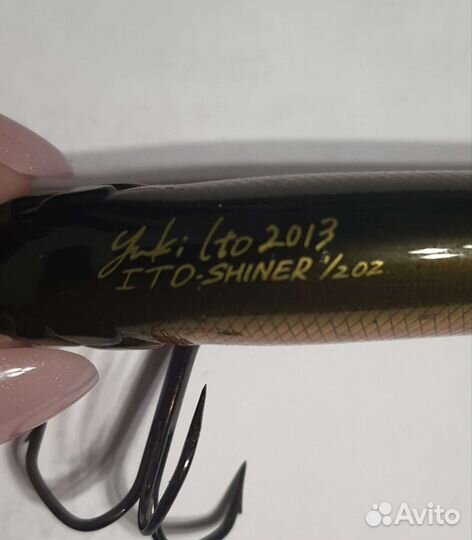 Yuki Ito 2013
ITO-SHINER 1/2oz
Avito